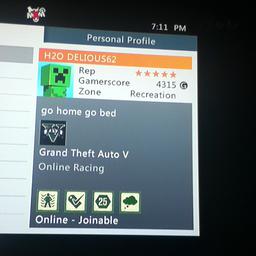 7:11 PM
Personal Profile
H2O DELIOUS62
Rep
Gamerscore 4315 G
Zone Recreation
go home go bed
Grand Theft Auto V
Online Racing
25
Online - Joinable